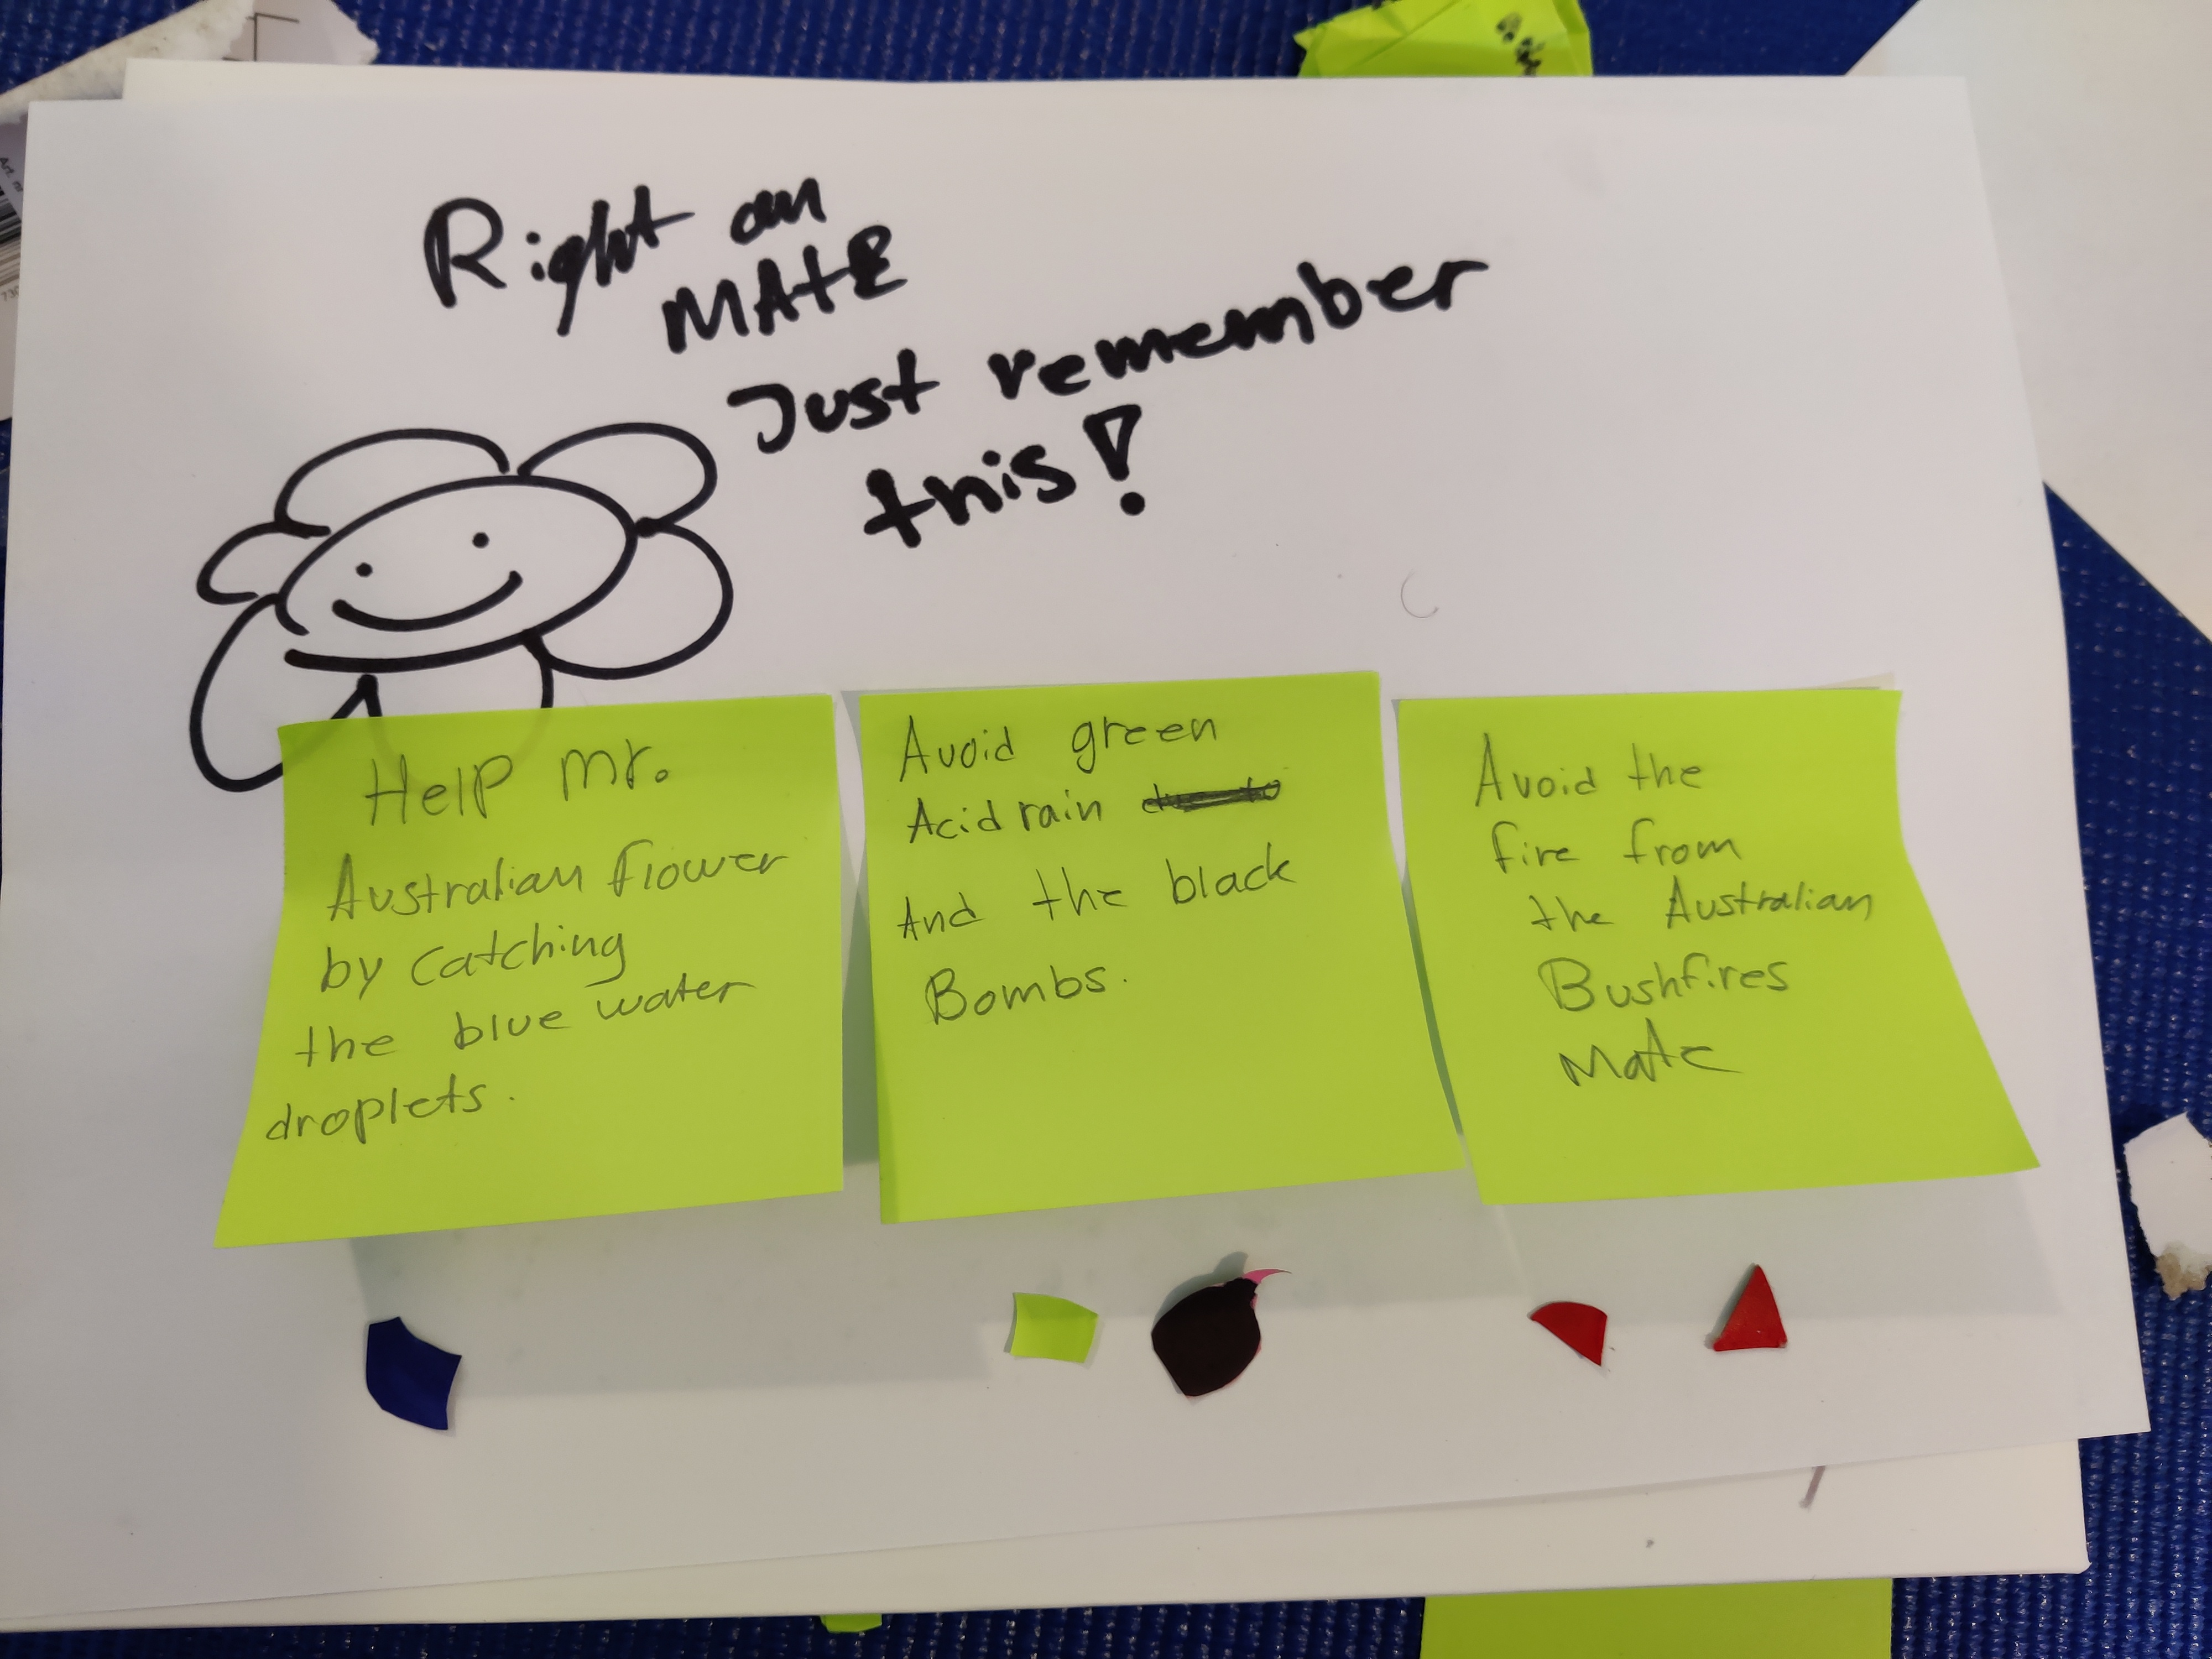 Right on
MAtE
Just remember
this!
Help mr.
Australian flower
by catching
the blue water
droplets.
Avoid green
Acid rain
And the black
Bombs.
Avoid the
fire from
the Australian
Bushfires
Mate